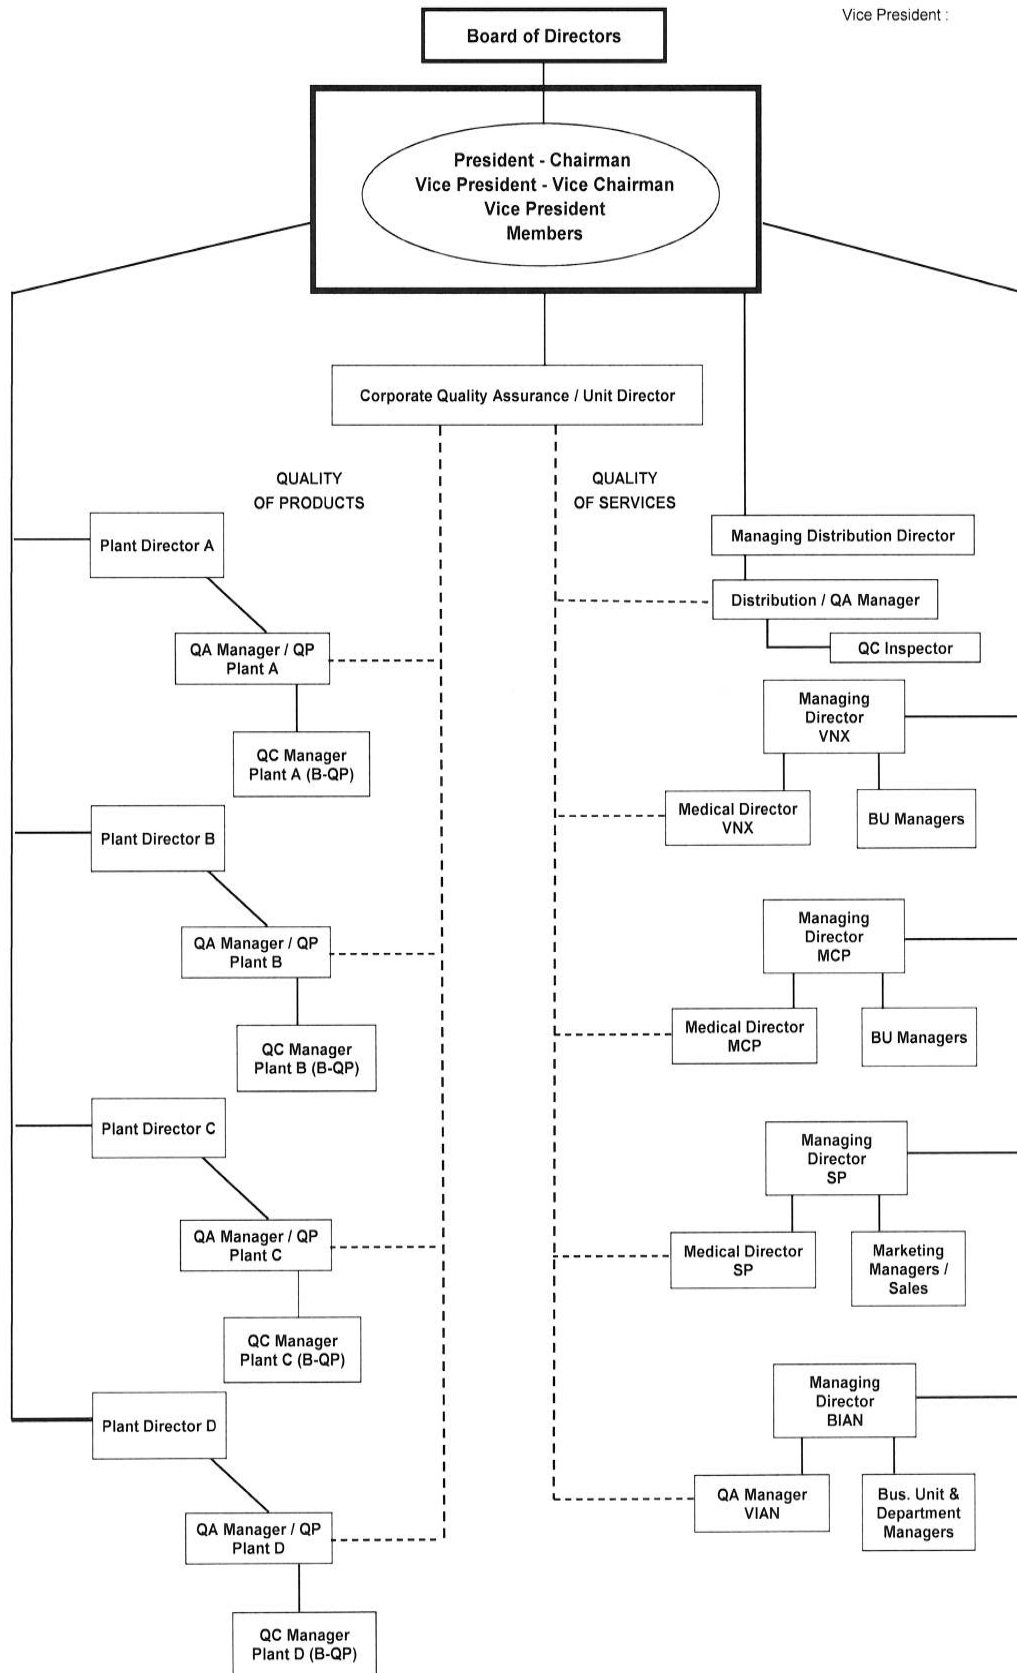 Vice President :
Board of Directors
President - Chairman
Vice President - Vice Chairman
Vice President
Members
Corporate Quality Assurance / Unit Director
QUALITY
OF PRODUCTS
QUALITY
OF SERVICES
Plant Director A
QA Manager / QP
Plant A
QC Manager
Plant A (B-QP)
Plant Director B
QA Manager / QP
Plant B
QC Manager
Plant B (B-QP)
Plant Director C
QA Manager / QP
Plant C
QC Manager
Plant C (B-QP)
Plant Director D
QA Manager / QP
Plant D
QC Manager
Plant D (B-QP)
Managing Distribution Director
Distribution / QA Manager
QC Inspector
Managing
Director
VNX
Medical Director
VNX
BU Managers
Managing
Director
MCP
Medical Director
MCP
BU Managers
Managing
Director
SP
Medical Director
SP
Marketing
Managers /
Sales
Managing
Director
BIAN
QA Manager
VIAN
Bus. Unit &
Department
Managers